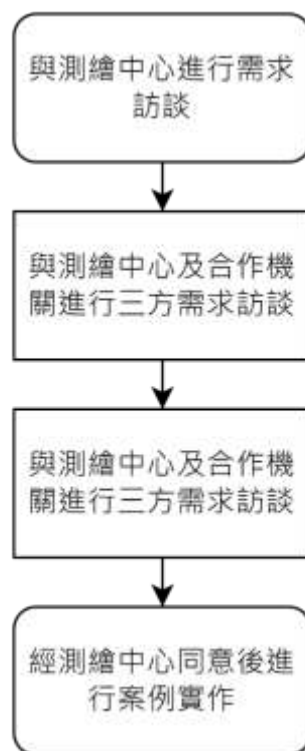 與測繪中心進行需求
訪談
與測繪中心及合作機
關進行三方需求訪談
與測繪中心及合作機
關進行三方需求訪談
經測繪中心同意後進
行案例實作